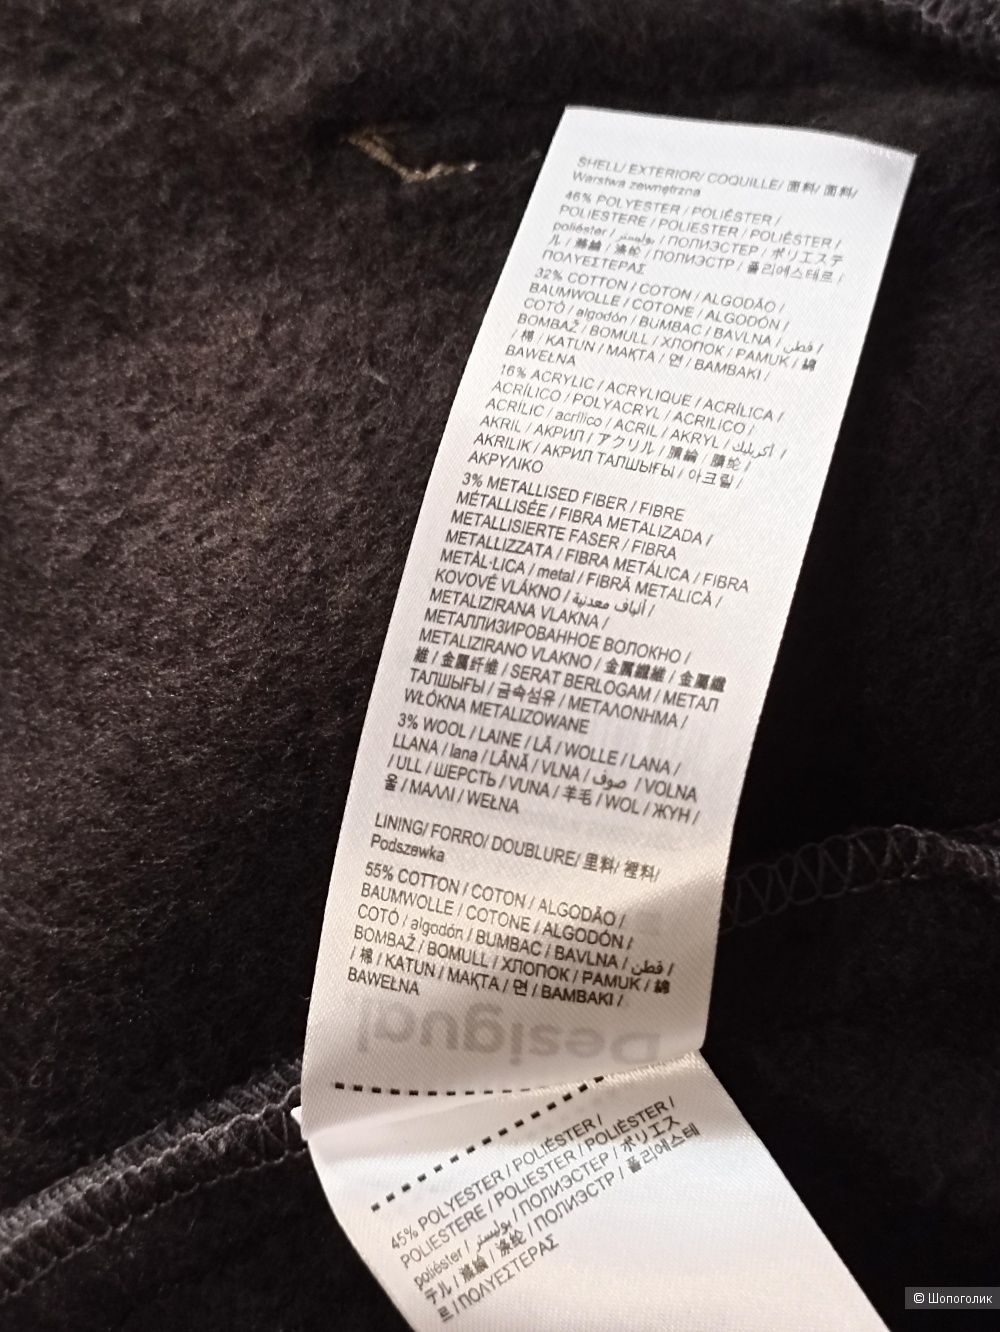 SHELL/ EXTERIOR/ COQUILLE/ 面料/ 面料/
Warstwa zewnętrzna
46% POLYESTER / POLIÉSTER /
POLIESTERE / POLIESTER / POLIÈSTER /
poliéster / بوليستر / ПОЛИЭСТЕР / ポリエステ
ル / 滌綸 / 涤纶 / ПОЛИЭСТР / 폴리에스테르 /
ΠΟΛΥΕΣΤΕΡΑΣ
32% COTTON / COTON / ALGODÃO /
BAUMWOLLE / COTONE / ALGODÓN /
COTÓ / algodón / BUMBAC / BAVLNA / قطن /
BOMBAŽ / BOMULL / ХЛОПОК / PAMUK / 綿
/ 棉 / KATUN / МАҚТА / 면 / ΒΑΜΒΑΚΙ /
BAWEŁNA
16% ACRYLIC / ACRYLIQUE / ACRÍLICA /
ACRÍLICO / POLYACRYL / ACRILICO /
ACRÍLIC / acrílico / ACRIL / AKRYL / أكريليك /
AKRIL / АКРИЛ / アクリル / 腈綸 / 腈纶 /
AKRILIK / АКРИЛ ТАЛШЫҒЫ / 아크릴 /
ΑΚΡΥΛΙΚΟ
3% METALLISED FIBER / FIBRE
MÉTALLISÉE / FIBRA METALIZADA /
METALLISIERTE FASER / FIBRA
METALLIZZATA / FIBRA METÁLICA / FIBRA
METÀL·LICA / metal / FIBRĂ METALICĂ /
KOVOVÉ VLÁKNO / ألياف معدنية /
METALIZIRANA VLAKNA /
МЕТАЛЛИЗИРОВАННОЕ ВОЛОКНО /
METALIZIRANO VLAKNO / 金属繊維 / 金屬纖
維 / 金属纤维 / SERAT BERLOGAM / МЕТАЛ
ТАЛШЫҒЫ / 금속섬유 / ΜΕΤΑΛΟΝΗΜΑ /
WŁÓKNA METALIZOWANE
3% WOOL / LAINE / LÃ / WOLLE / LANA /
LLANA / lana / LÂNĂ / VLNA / صوف / VOLNA
/ ULL / ШЕРСТЬ / VUNA / 羊毛 / WOL / ЖҮН /
울 / ΜΑΛΛΙ / WEŁNA
LINING/ FORRO/ DOUBLURE/ 里料/ 裡料/
Podszewka
55% COTTON / COTON / ALGODÃO /
BAUMWOLLE / COTONE / ALGODÓN /
COTÓ / algodón / BUMBAC / BAVLNA / قطن /
BOMBAŽ / BOMULL / ХЛОПОК / PAMUK / 綿
/ 棉 / KATUN / МАҚТА / 면 / ΒΑΜΒΑΚΙ /
BAWEŁNA
Desigual
45% POLYESTER / POLIÉSTER /
POLIESTERE / POLIESTER / POLIÈSTER /
poliéster / بوليستر / ПОЛИЭСТЕР / ポリエス
テル / 滌綸 / 涤纶 / ПОЛИЭСТР / 폴리에스테
르 / ΠΟΛΥΕΣΤΕΡΑΣ
© Шопоголик